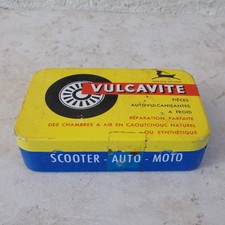 VULCAVITE
PIÈCES
AUTOVULCANISANTES
A FROID
RÉPARATION PARFAITE
DES CHAMBRES A AIR EN CAOUTCHOUC NATUREL
OU SYNTHÉTIQUE
SCOOTER - AUTO - MOTO